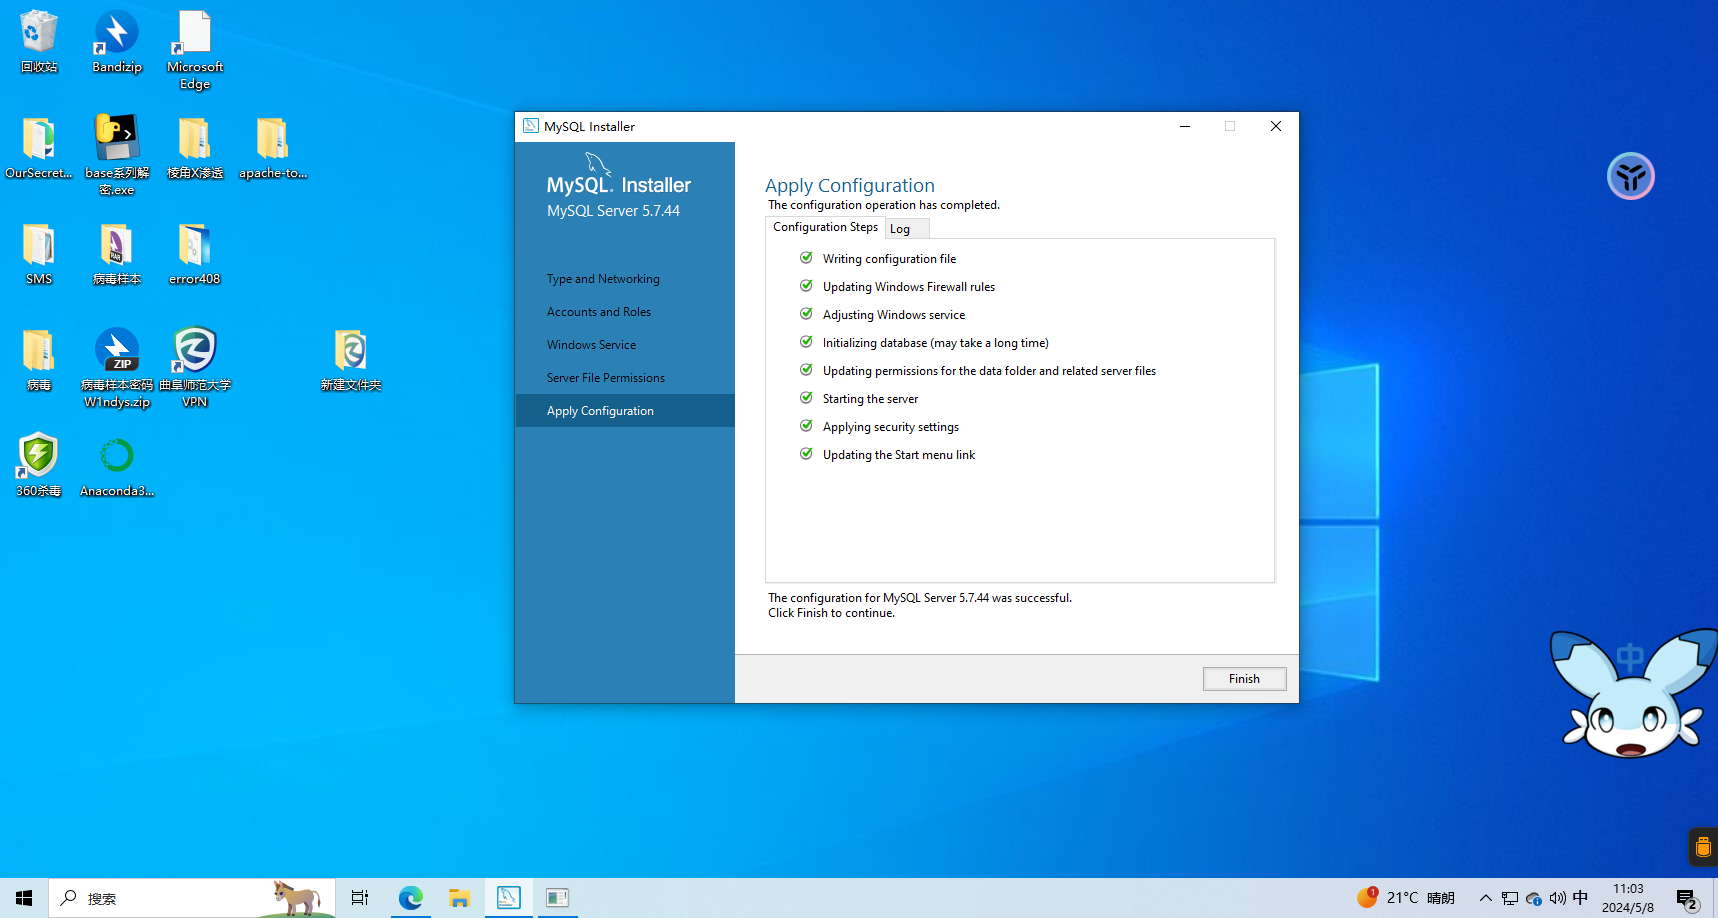 回收站
Bandizip
Microsoft
Edge
OurSecret...
base系列解
密.exe
棱角X渗透
apache-to...
SMS
病毒样本
error408
病毒
病毒样本密码
W1ndys.zip
曲阜师范大学
VPN
新建文件夹
360杀毒
Anaconda3...
MySQL Installer
MySQL. Installer
MySQL Server 5.7.44
Type and Networking
Accounts and Roles
Windows Service
Server File Permissions
Apply Configuration
Apply Configuration
The configuration operation has completed.
Configuration Steps
Log
Writing configuration file
Updating Windows Firewall rules
Adjusting Windows service
Initializing database (may take a long time)
Updating permissions for the data folder and related server files
Starting the server
Applying security settings
Updating the Start menu link
The configuration for MySQL Server 5.7.44 was successful.
Click Finish to continue.
Finish
中
搜索
1
21°C 晴朗
中
11:03
2024/5/8
2
ZIP
RAR